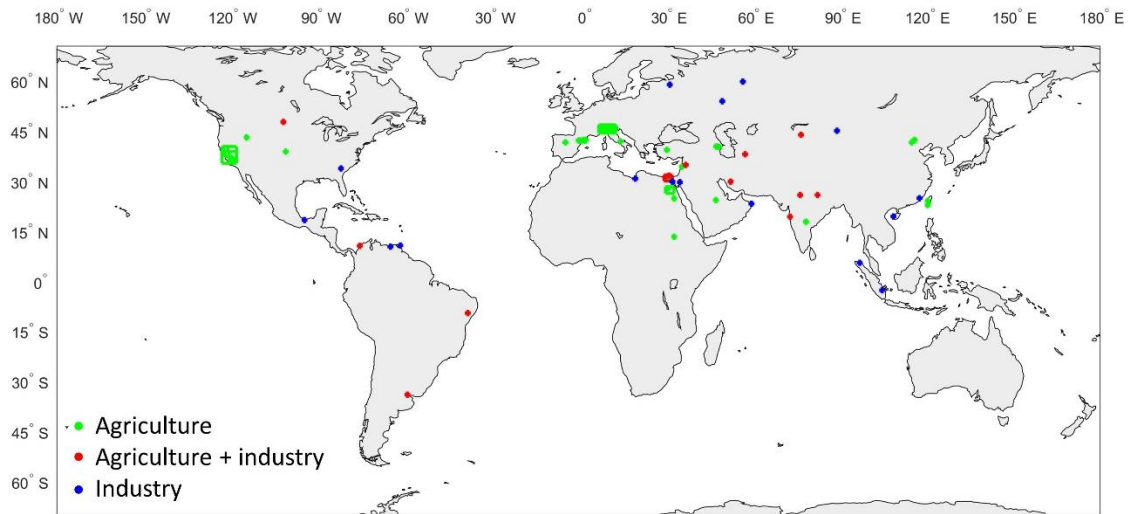 180° W 150° W 120° W 90° W 60° W 30° W 0° 30° E 60° E 90° E 120° E 150° E 180° E
60° N
45° N
30° N
15° N
0°
15° S
30° S
45° S
60° S
Agriculture
Agriculture + industry
Industry